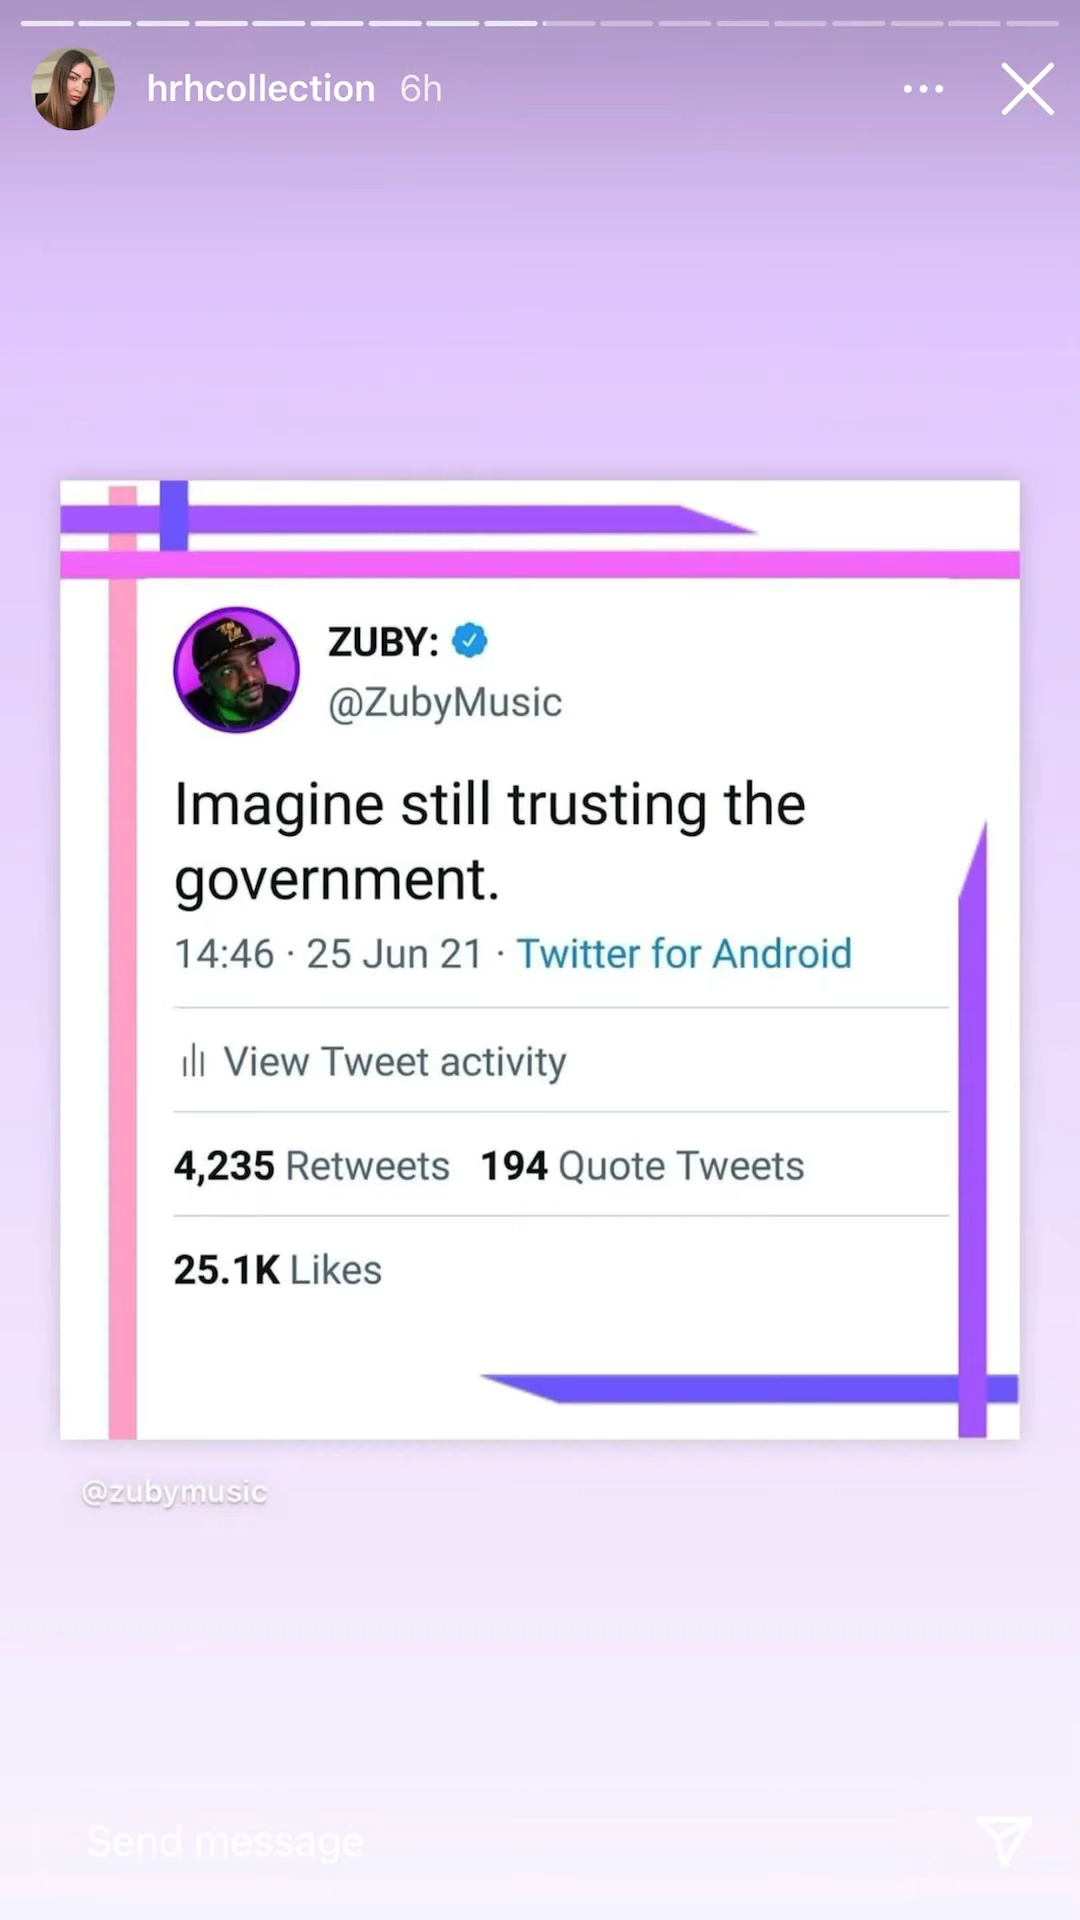 hrhcollection 6h
ZUBY:
@ZubyMusic
Imagine still trusting the
government.
14:46 · 25 Jun 21 · Twitter for Android
View Tweet activity
4,235 Retweets 194 Quote Tweets
25.1K Likes
@zubymusic
Send message